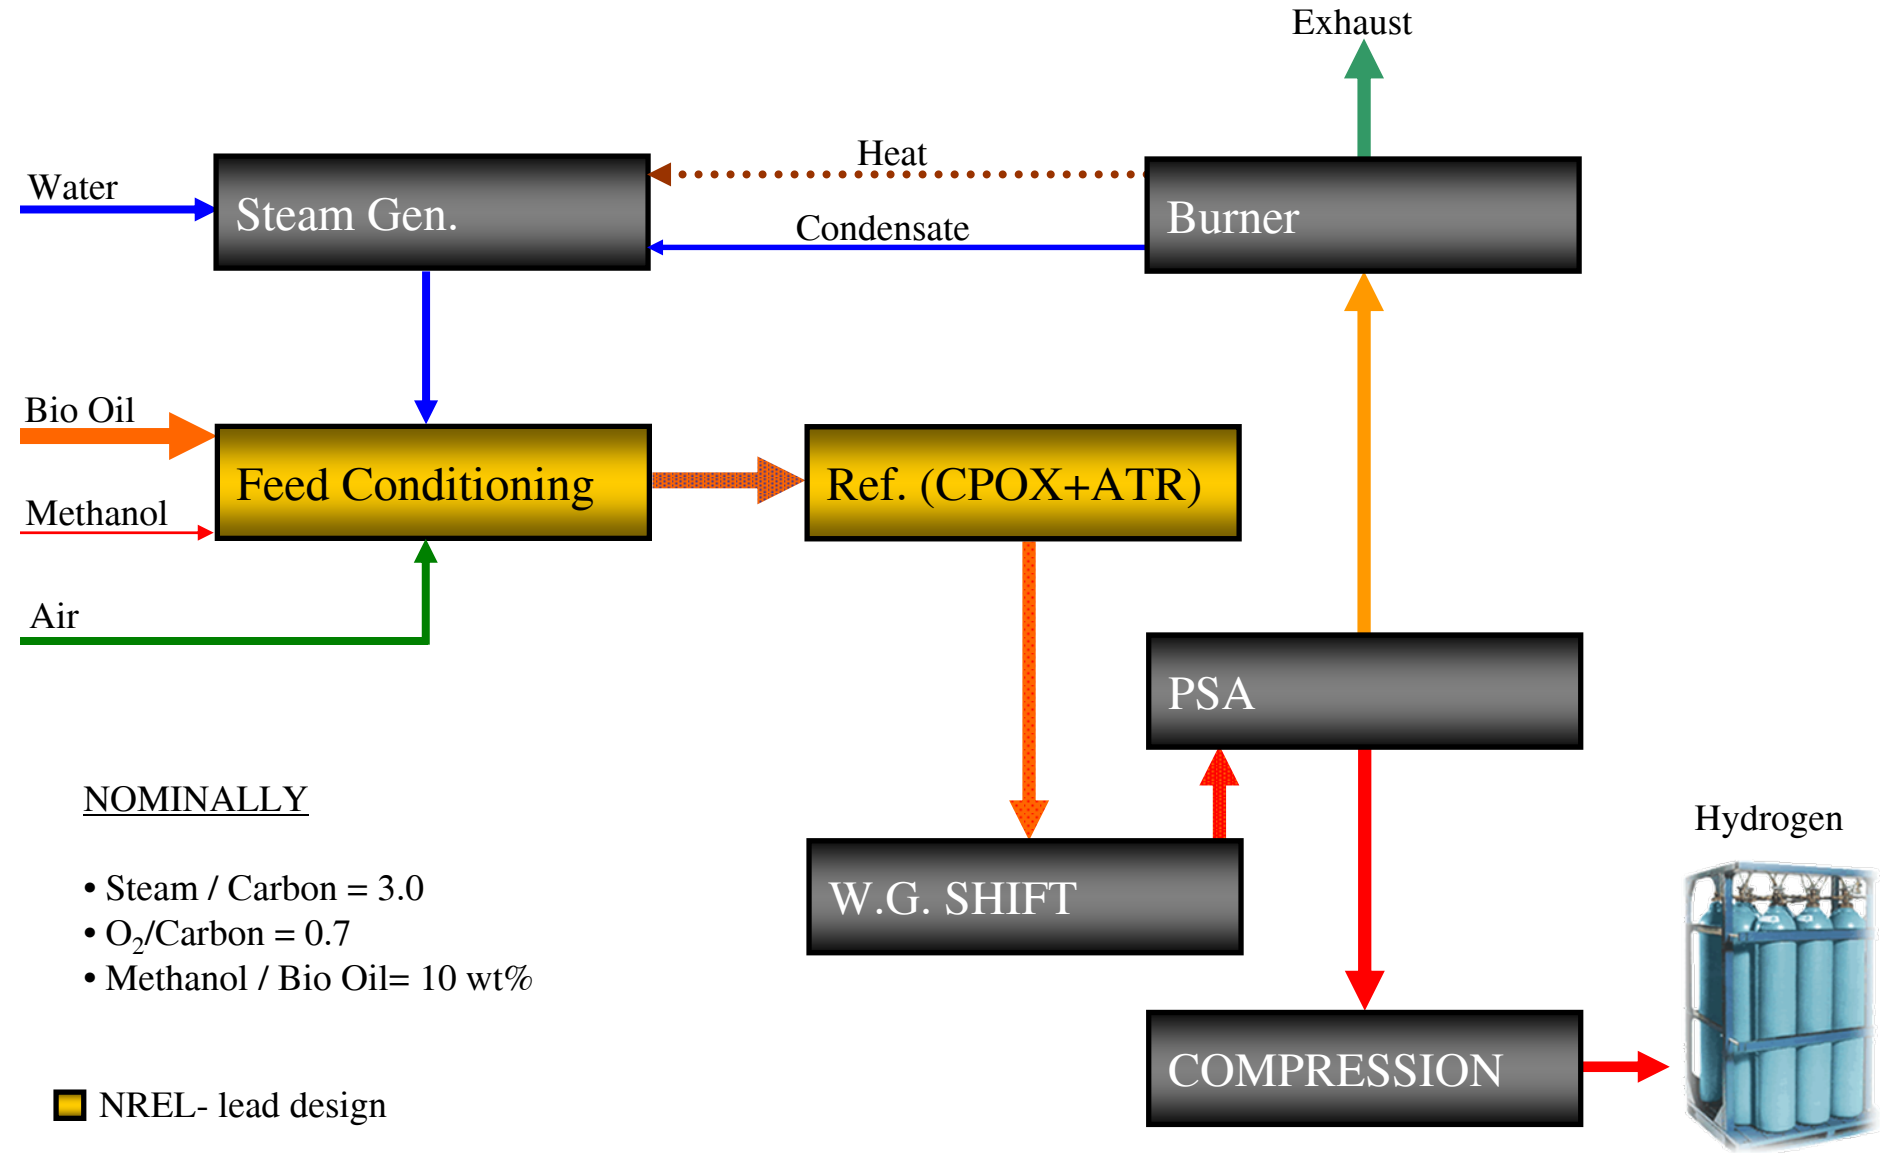 Exhaust
Water
Steam Gen.
Heat
Condensate
Burner
Bio Oil
Methanol
Feed Conditioning
Ref. (CPOX+ATR)
Air
PSA
NOMINALLY
• Steam / Carbon = 3.0
• O₂/Carbon = 0.7
• Methanol / Bio Oil= 10 wt%
W.G. SHIFT
Hydrogen
COMPRESSION
NREL- lead design